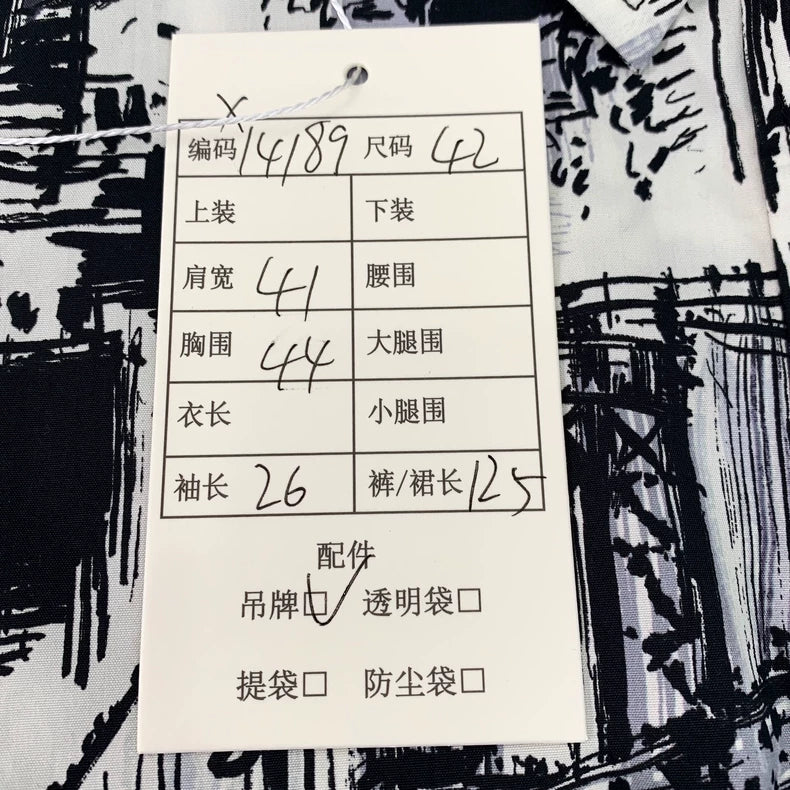 X
编码 14189 尺码 42
上装 下装
肩宽 41 腰围
胸围 44 大腿围
衣长 小腿围
袖长 26 裤/裙长 125
配件
吊牌☑ 透明袋□
提袋□ 防尘袋□